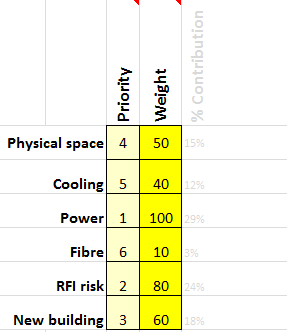 Priority Weight % Contribution
Physical space 4 50 15%
Cooling 5 40 12%
Power 1 100 29%
Fibre 6 10 3%
RFI risk 2 80 24%
New building 3 60 18%